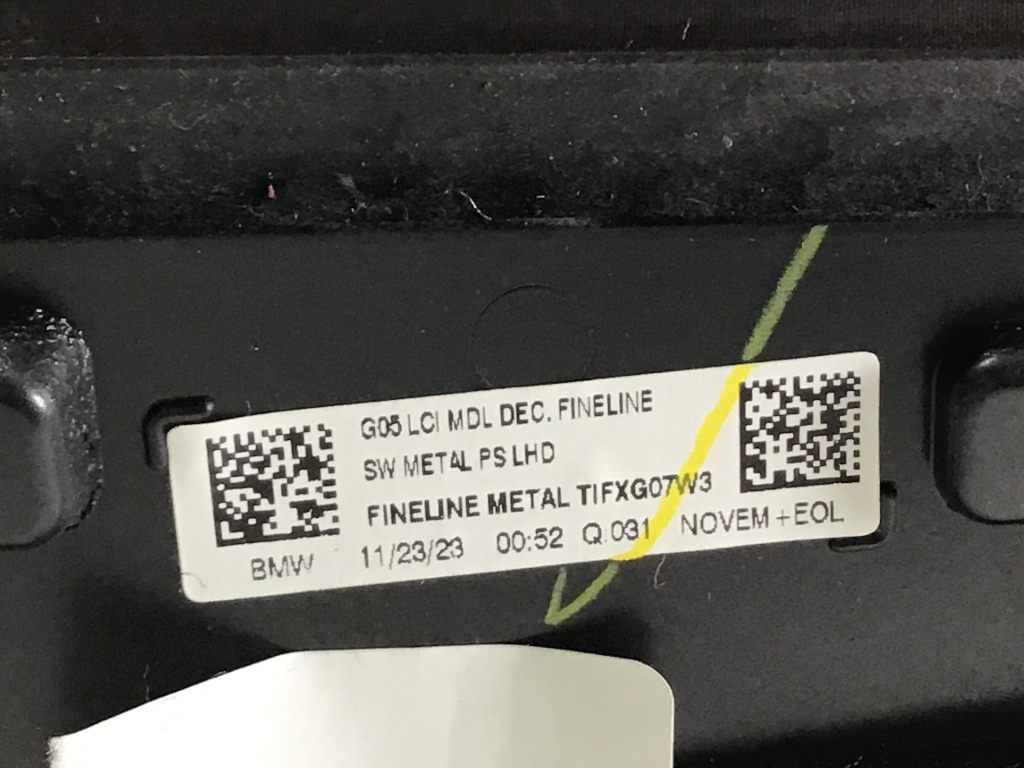 G05 LCI MDL DEC. FINELINE
SW METAL PS LHD
FINELINE METAL TIFXG07W3
BMW 11/23/23 00:52 Q.031 NOVEM +EOL